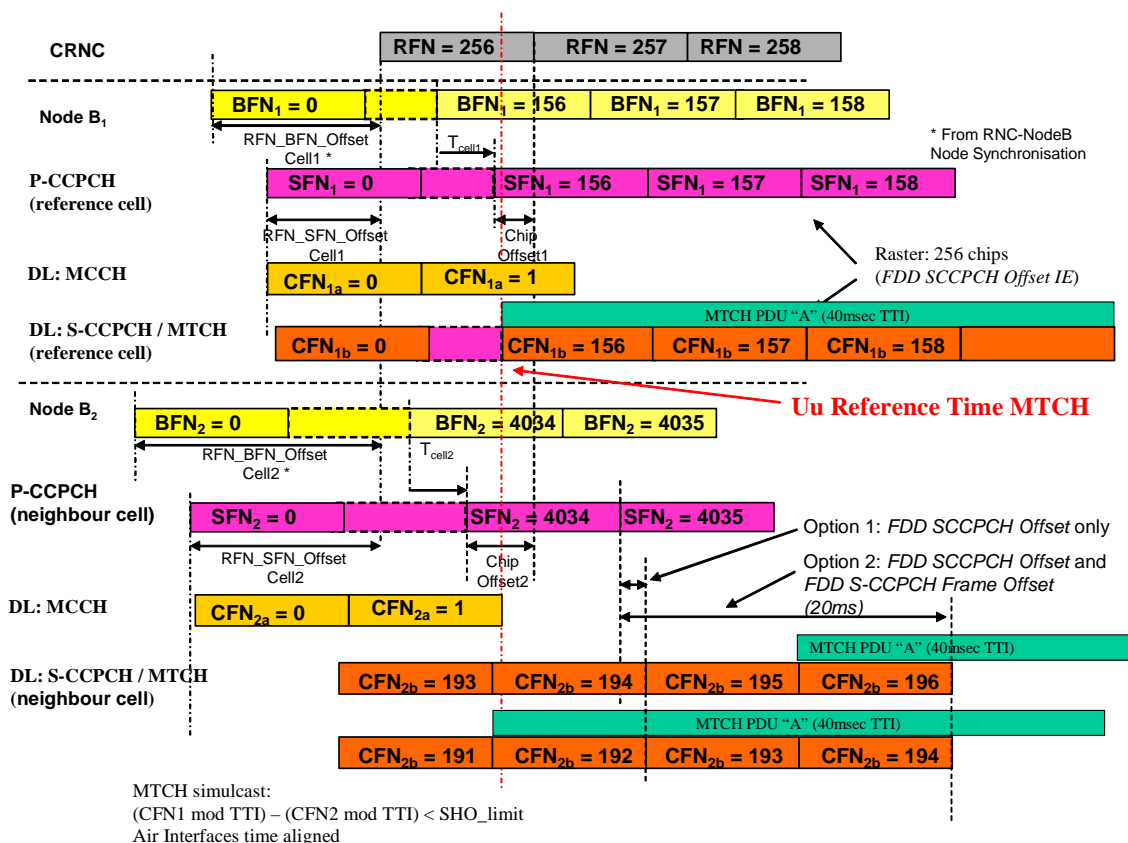 CRNC
RFN = 256
RFN = 257
RFN = 258
Node B1
BFN1 = 0
BFN1 = 156
BFN1 = 157
BFN1 = 158
RFN_BFN_Offset
Cell1 *
Tcell1
* From RNC-NodeB
Node Synchronisation
P-CCPCH
(reference cell)
SFN1 = 0
SFN1 = 156
SFN1 = 157
SFN1 = 158
RFN_SFN_Offset
Cell1
Chip
Offset1
Raster: 256 chips
(FDD SCCPCH Offset IE)
DL: MCCH
CFN1a = 0
CFN1a = 1
MTCH PDU “A” (40msec TTI)
DL: S-CCPCH / MTCH
(reference cell)
CFN1b = 0
CFN1b = 156
CFN1b = 157
CFN1b = 158
Uu Reference Time MTCH
Node B2
BFN2 = 0
BFN2 = 4034
BFN2 = 4035
RFN_BFN_Offset
Cell2 *
Tcell2
P-CCPCH
(neighbour cell)
SFN2 = 0
SFN2 = 4034
SFN2 = 4035
RFN_SFN_Offset
Cell2
Chip
Offset2
Option 1: FDD SCCPCH Offset only
Option 2: FDD SCCPCH Offset and
FDD S-CCPCH Frame Offset
(20ms)
DL: MCCH
CFN2a = 0
CFN2a = 1
MTCH PDU “A” (40msec TTI)
DL: S-CCPCH / MTCH
(neighbour cell)
CFN2b = 193
CFN2b = 194
CFN2b = 195
CFN2b = 196
MTCH PDU “A” (40msec TTI)
CFN2b = 191
CFN2b = 192
CFN2b = 193
CFN2b = 194
MTCH simulcast:
(CFN1 mod TTI) – (CFN2 mod TTI) < SHO_limit
Air Interfaces time aligned